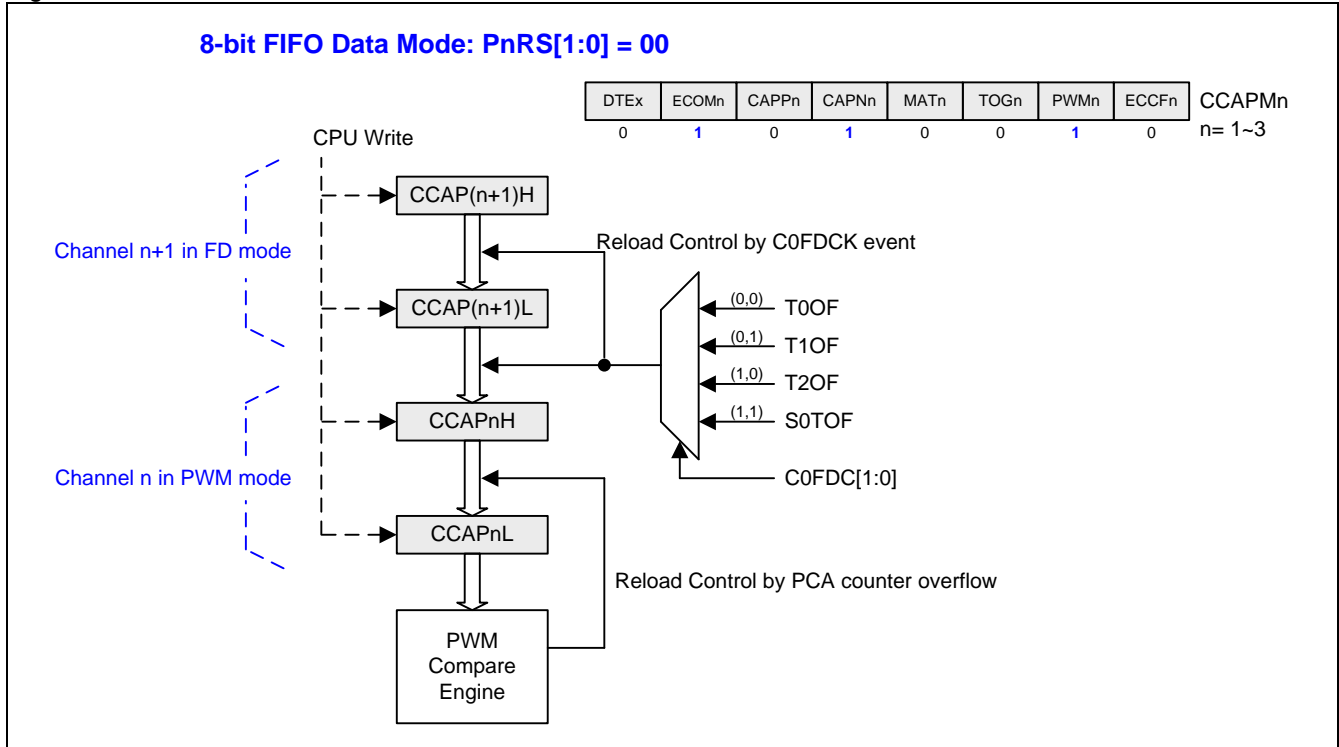 8-bit FIFO Data Mode: PnRS[1:0] = 00
DTEx ECOMn CAPPn CAPNn MATn TOGn PWMn ECCFn CCAPMn
0 1 0 1 0 0 1 0 n= 1~3
CPU Write
CCAP(n+1)H
Channel n+1 in FD mode
Reload Control by C0FDCK event
CCAP(n+1)L
(0,0) T0OF
(0,1) T1OF
(1,0) T2OF
(1,1) S0TOF
CCAPnH
Channel n in PWM mode
C0FDC[1:0]
CCAPnL
Reload Control by PCA counter overflow
PWM
Compare
Engine